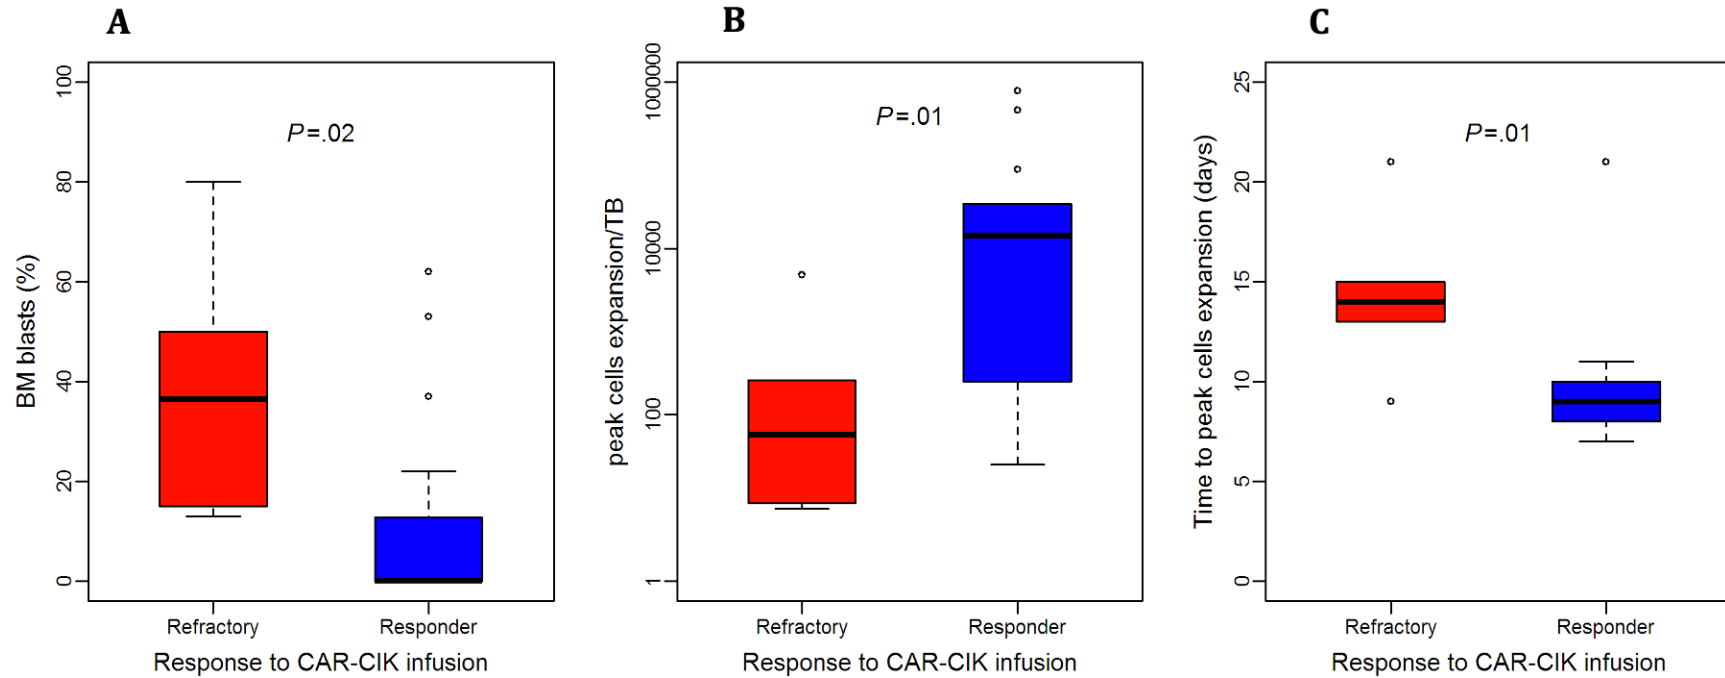 A
BM blasts (%)
100
80
60
40
20
0
P=.02
Refractory
Responder
Response to CAR-CIK infusion
B
peak cells expansion/TB
1000000
10000
100
1
P=.01
Refractory
Responder
Response to CAR-CIK infusion
C
Time to peak cells expansion (days)
25
20
15
10
5
0
P=.01
Refractory
Responder
Response to CAR-CIK infusion